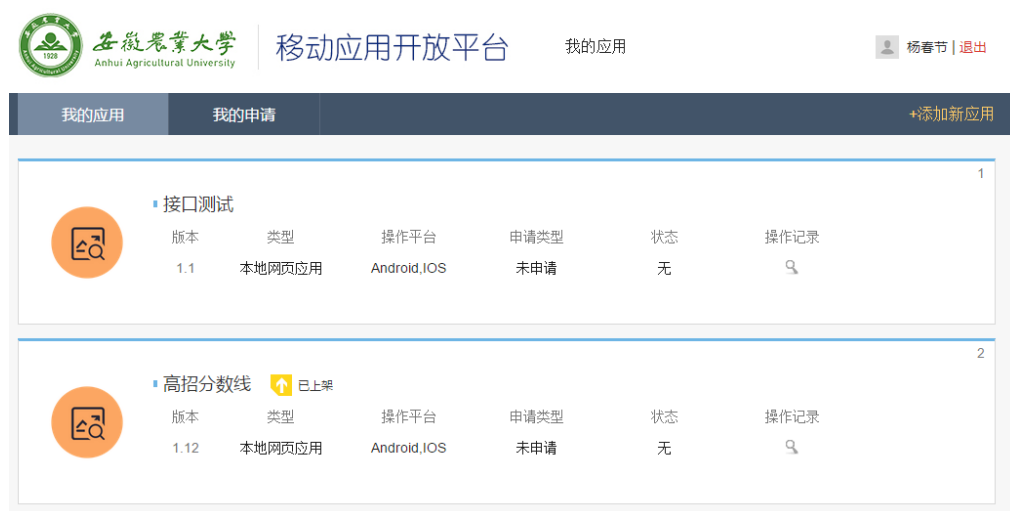 安徽農業大学
Anhui Agricultural University
1928
移动应用开放平台
我的应用
杨春节 | 退出
我的应用 我的申请 +添加新应用
1
接口测试
版本 类型 操作平台 申请类型 状态 操作记录
1.1 本地网页应用 Android,IOS 未申请 无
2
高招分数线 已上架
版本 类型 操作平台 申请类型 状态 操作记录
1.12 本地网页应用 Android,IOS 未申请 无